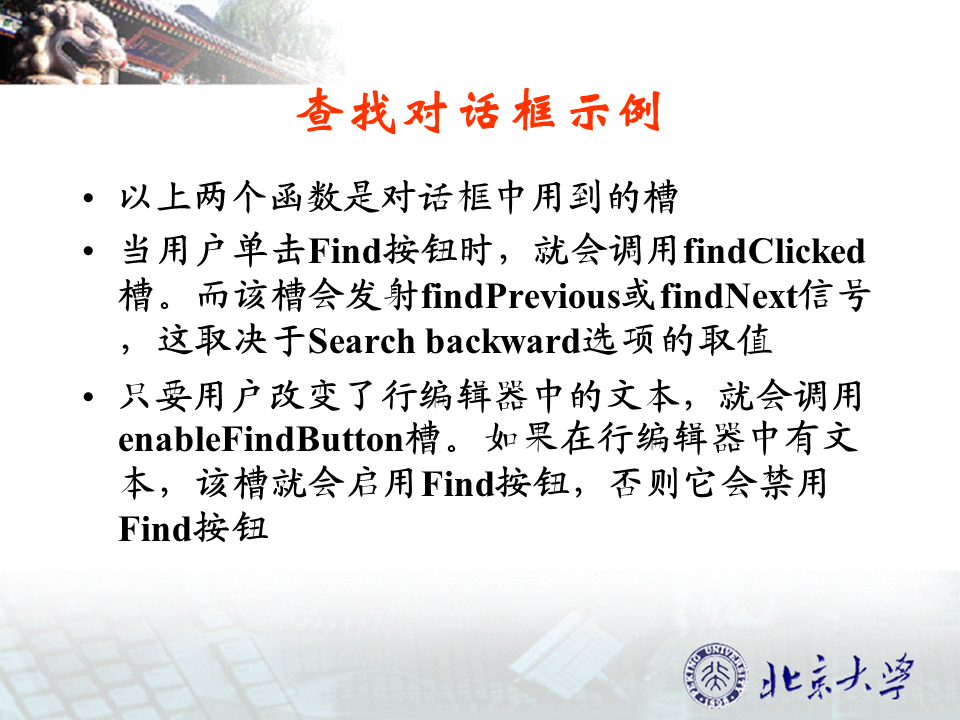 查找对话框示例
• 以上两个函数是对话框中用到的槽
• 当用户单击Find按钮时，就会调用findClicked
槽。而该槽会发射findPrevious或findNext信号
，这取决于Search backward选项的取值
• 只要用户改变了行编辑器中的文本，就会调用
enableFindButton槽。如果在行编辑器中有文
本，该槽就会启用Find按钮，否则它会禁用
Find按钮
PEKING UNIVERSITY
1898
北京大学